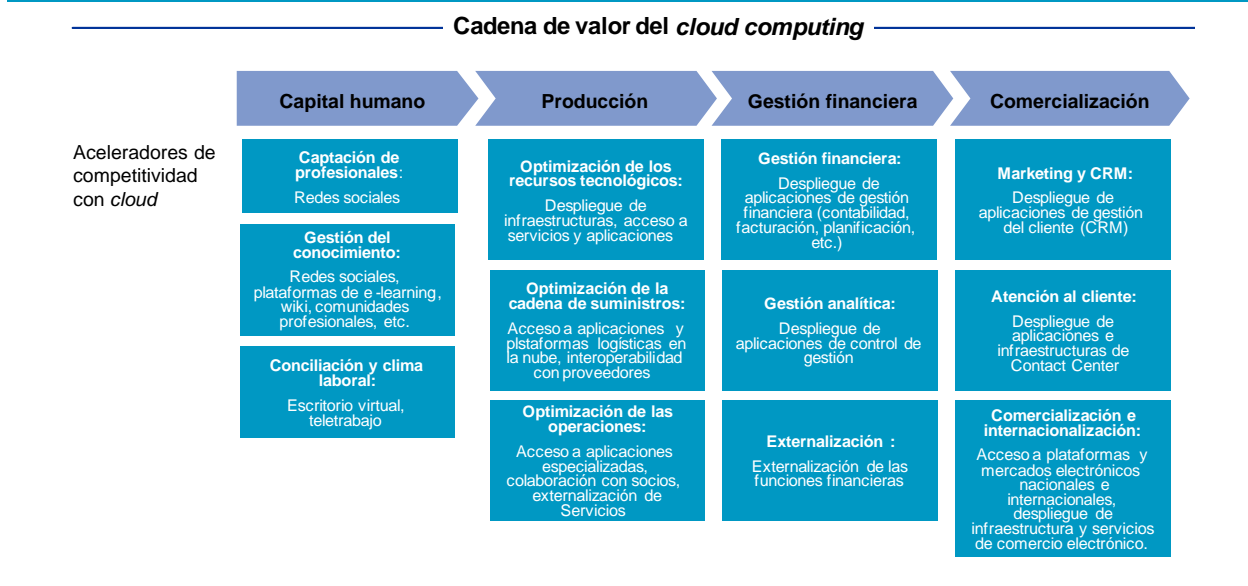 Cadena de valor del cloud computing
Capital humano
Producción
Gestión financiera
Comercialización
Aceleradores de
competitividad
con cloud
Captación de
profesionales:
Redes sociales
Gestión del
conocimiento:
Redes sociales,
plataformas de e-learning,
wiki, comunidades
profesionales, etc.
Conciliación y clima
laboral:
Escritorio virtual,
teletrabajo
Optimización de los
recursos tecnológicos:
Despliegue de
infraestructuras, acceso a
servicios y aplicaciones
Optimización de la
cadena de suministros:
Acceso a aplicaciones y
plstaformas logísticas en
la nube, interoperabilidad
con proveedores
Optimización de las
operaciones:
Acceso a aplicaciones
especializadas,
colaboración con socios,
externalización de
Servicios
Gestión financiera:
Despliegue de
aplicaciones de gestión
financiera (contabilidad,
facturación, planificación,
etc.)
Gestión analítica:
Despliegue de
aplicaciones de control de
gestión
Externalización :
Externalización de las
funciones financieras
Marketing y CRM:
Despliegue de
aplicaciones de gestión
del cliente (CRM)
Atención al cliente:
Despliegue de
aplicaciones e
infraestructuras de
Contact Center
Comercialización e
internacionalización:
Acceso a plataformas y
mercados electrónicos
nacionales e
internacionales,
despliegue de
infraestructura y servicios
de comercio electrónico.